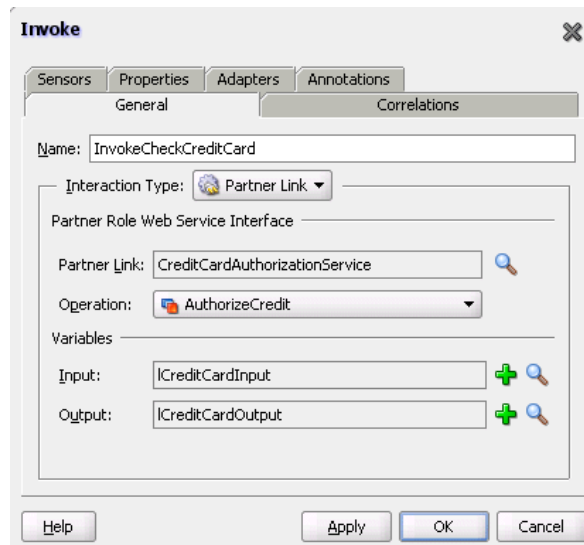 Invoke
Sensors Properties Adapters Annotations
General Correlations
Name: InvokeCheckCreditCard
Interaction Type: Partner Link
Partner Role Web Service Interface
Partner Link: CreditCardAuthorizationService
Operation: AuthorizeCredit
Variables
Input: lCreditCardInput
Output: lCreditCardOutput
Help Apply OK Cancel